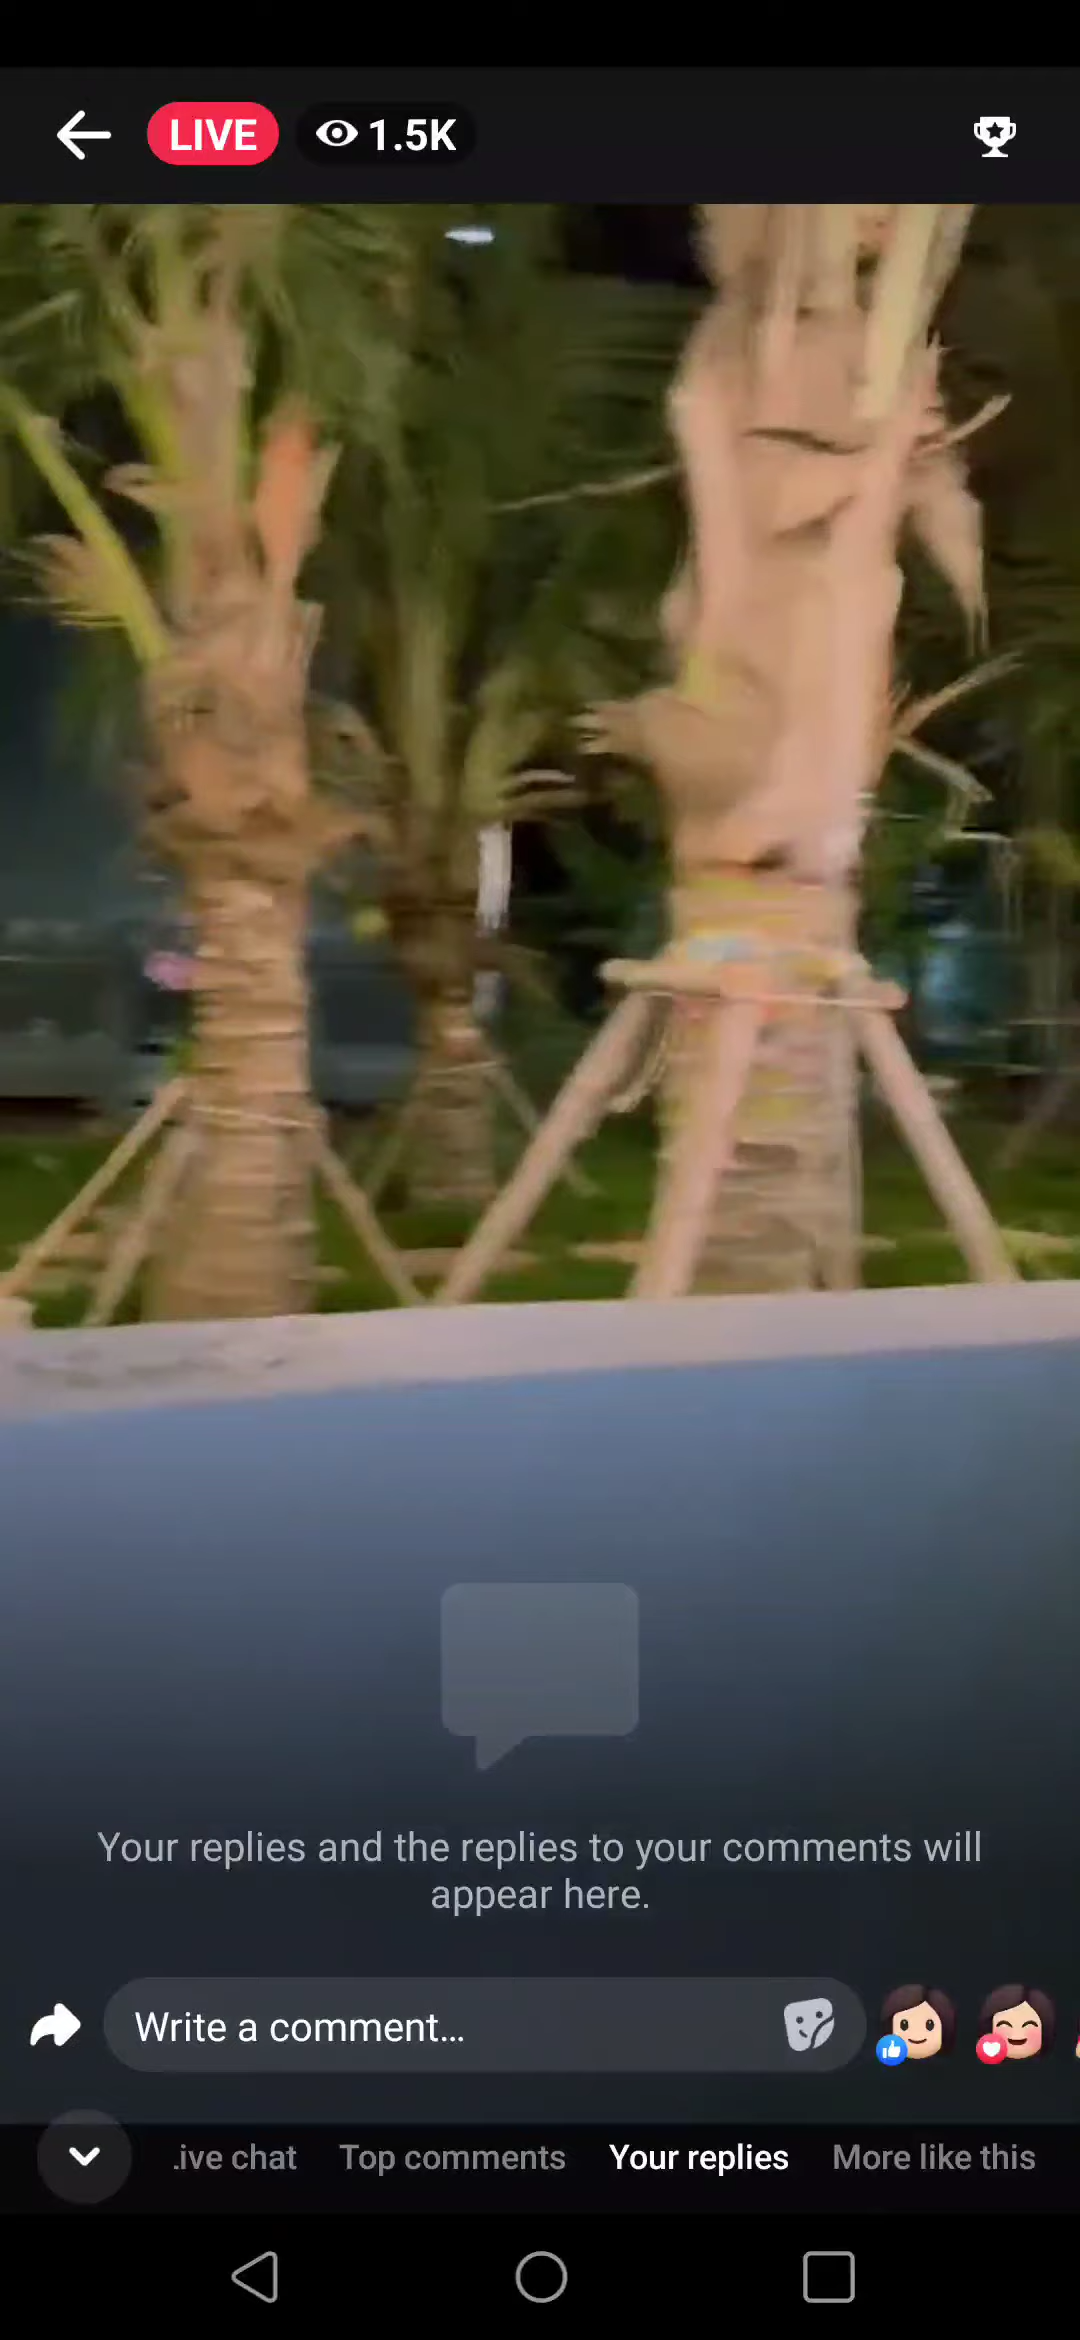 LIVE
1.5K
Your replies and the replies to your comments will
appear here.
Write a comment...
.ive chat
Top comments
Your replies
More like this